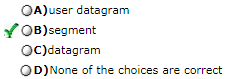 A) user datagram
B) segment
C) datagram
D) None of the choices are correct